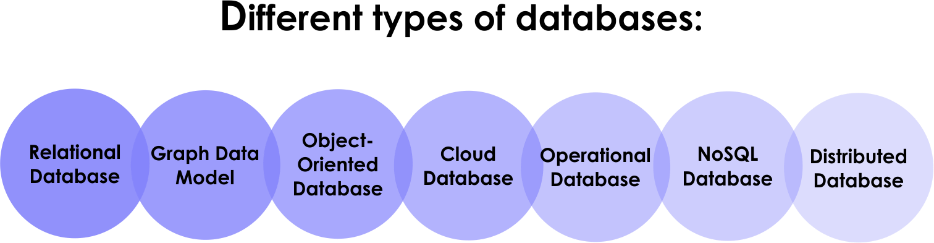 Different types of databases:
Relational
Database
Graph Data
Model
Object-
Oriented
Database
Cloud
Database
Operational
Database
NoSQL
Database
Distributed
Database